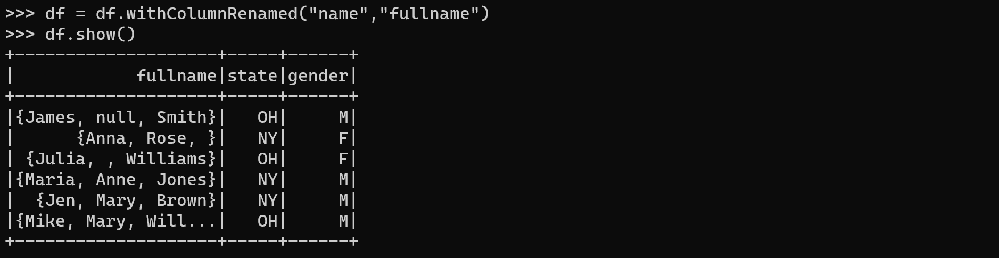 >>> df = df.withColumnRenamed("name","fullname")
>>> df.show()
+--------------------+-----+------+
|            fullname|state|gender|
+--------------------+-----+------+
|{James, null, Smith}|   OH|     M|
|      {Anna, Rose, }|   NY|     F|
| {Julia, , Williams}|   OH|     F|
|{Maria, Anne, Jones}|   NY|     M|
|  {Jen, Mary, Brown}|   NY|     M|
|{Mike, Mary, Will...|   OH|     M|
+--------------------+-----+------+